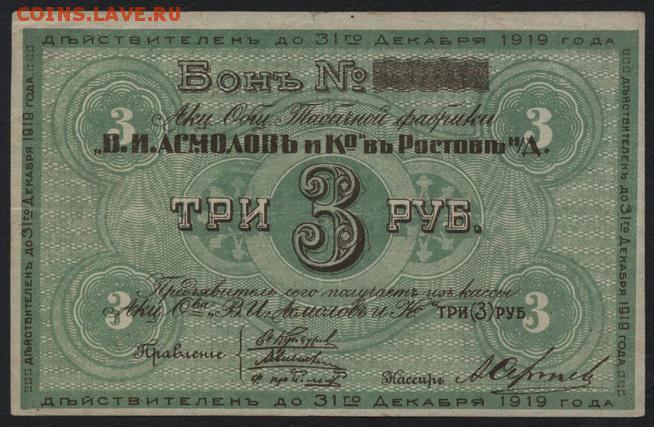 COINS.LAVE.RU
ДѢЙСТВИТЕЛЕНЪ ДО 31ГО ДЕКАБРЯ 1919 ГОДА
БОНЪ №
Акц. Общ. Табачной фабрики
„В. И. АСМОЛОВЪ и Ко" въ Ростовѣ н/Д.
3 3
ТРИ 3 РУБ.
Предъявитель сего получаетъ изъ кассы
Акц. О-ва „В. И. Асмоловъ и Ко" ТРИ (3) РУБ.
3 3
Правленіе Кассиръ
ДѢЙСТВИТЕЛЕНЪ ДО 31ГО ДЕКАБРЯ 1919 ГОДА
ДѢЙСТВИТЕЛЕНЪ ДО 31ГО ДЕКАБРЯ 1919 ГОДА
ДѢЙСТВИТЕЛЕНЪ ДО 31ГО ДЕКАБРЯ 1919 ГОДА